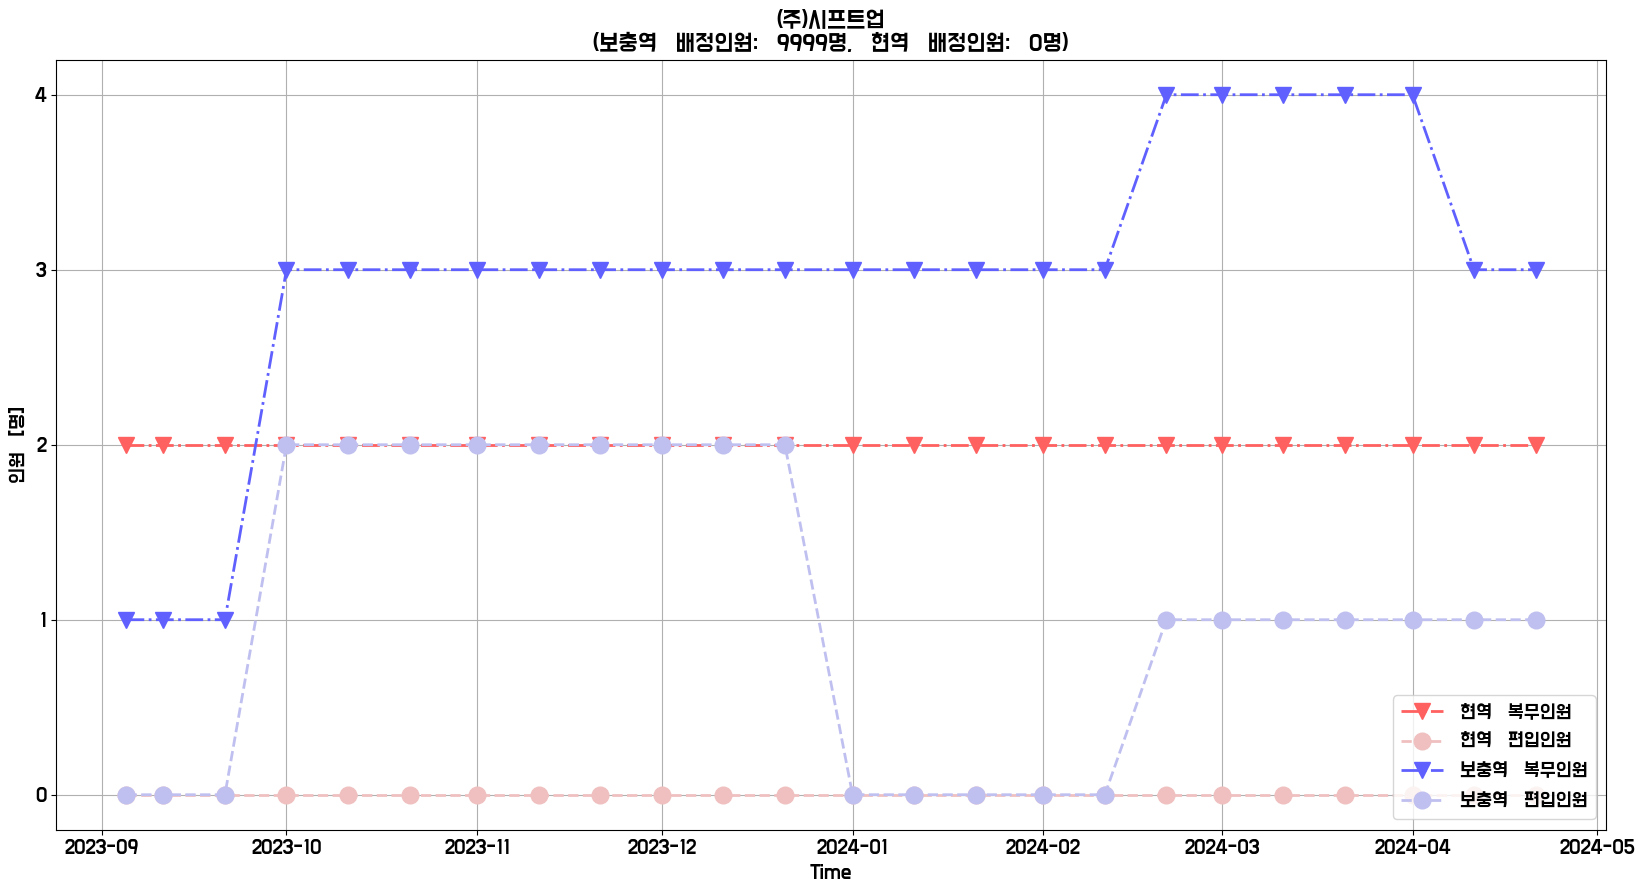 (주)시프트업
(보충역 배정인원: 9999명, 현역 배정인원: 0명)
인원 [명]
4
3
2
1
0
현역 복무인원
현역 편입인원
보충역 복무인원
보충역 편입인원
2023-09 2023-10 2023-11 2023-12 2024-01 2024-02 2024-03 2024-04 2024-05
Time